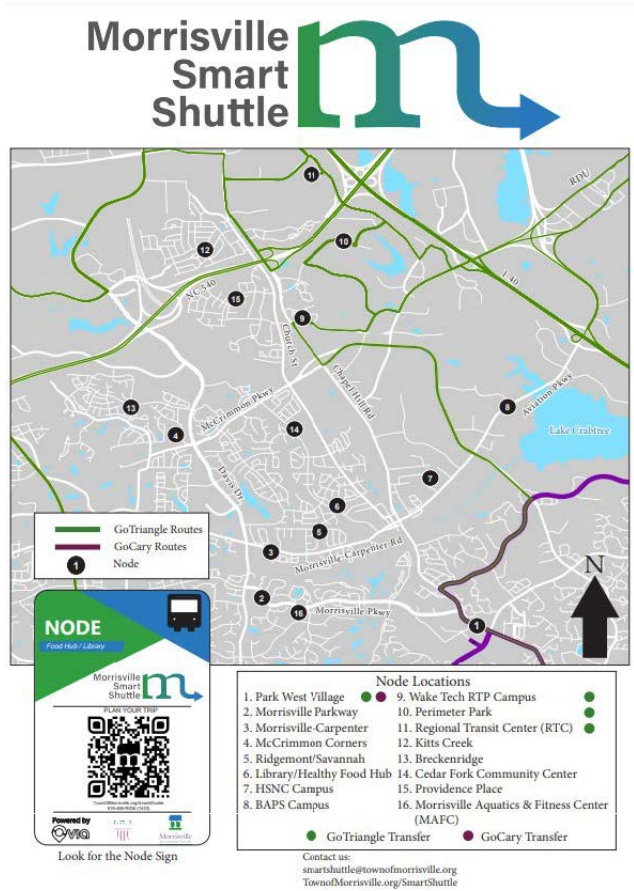 Morrisville
Smart
Shuttle
m
11
RDU
10
12
NC 540
I 40
15
9
Church St
Chapel Hill Rd
McCrimmon Pkwy
13
8
Aviation Pkwy
4
14
Lake Crabtree
Davis Dr
7
6
5
GoTriangle Routes
GoCary Routes
1 Node
3
Morrisville-Carpenter Rd
N
2
16
Morrisville Pkwy
1
NODE
Food Hub / Library
Morrisville
Smart
Shuttle
m
PLAN YOUR TRIP
TownOfMorrisville.org/SmartShuttle
Powered by
VIA
Morrisville
Look for the Node Sign
Node Locations
1. Park West Village
2. Morrisville Parkway
3. Morrisville-Carpenter
4. McCrimmon Corners
5. Ridgemont/Savannah
6. Library/Healthy Food Hub
7. HSNC Campus
8. BAPS Campus
9. Wake Tech RTP Campus
10. Perimeter Park
11. Regional Transit Center (RTC)
12. Kitts Creek
13. Breckenridge
14. Cedar Fork Community Center
15. Providence Place
16. Morrisville Aquatics & Fitness Center
(MAFC)
GoTriangle Transfer
GoCary Transfer
Contact us:
smartshuttle@townofmorrisville.org
TownofMorrisville.org/SmartShuttle